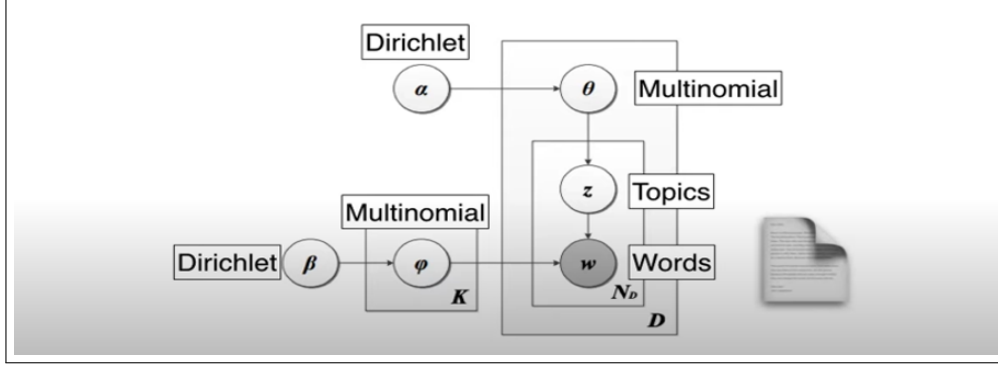 Dirichlet
α
θ
Multinomial
z
Topics
Multinomial
Dirichlet
β
φ
w
Words
K
N_D
D